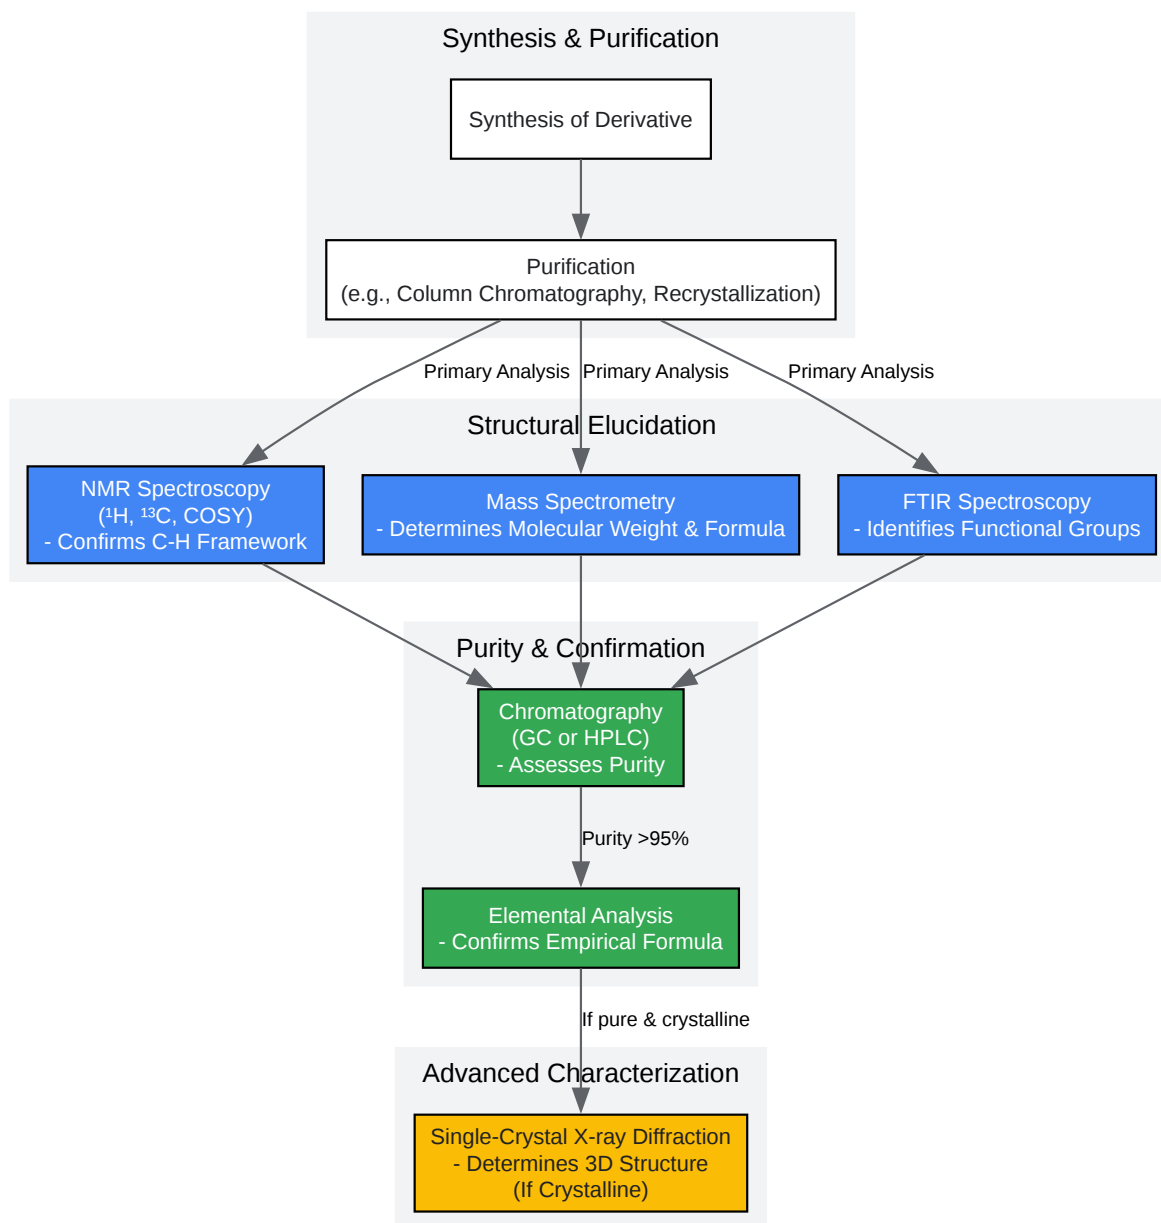 Synthesis & Purification
Synthesis of Derivative
Purification
(e.g., Column Chromatography, Recrystallization)
Primary Analysis
Primary Analysis
Primary Analysis
Structural Elucidation
NMR Spectroscopy
(¹H, ¹³C, COSY)
- Confirms C-H Framework
Mass Spectrometry
- Determines Molecular Weight & Formula
FTIR Spectroscopy
- Identifies Functional Groups
Purity & Confirmation
Chromatography
(GC or HPLC)
- Assesses Purity
Purity >95%
Elemental Analysis
- Confirms Empirical Formula
If pure & crystalline
Advanced Characterization
Single-Crystal X-ray Diffraction
- Determines 3D Structure
(If Crystalline)